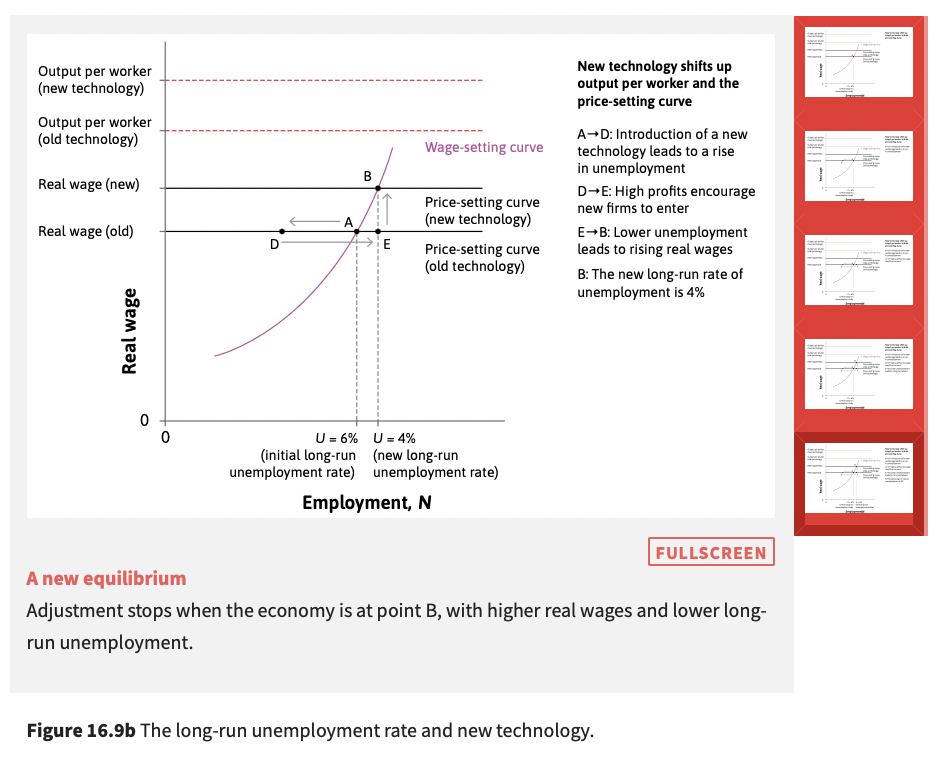 Output per worker
(new technology)
Output per worker
(old technology)
Real wage (new)
Real wage (old)
Real wage
0
0
Wage-setting curve
B
Price-setting curve
(new technology)
A
D
E
Price-setting curve
(old technology)
U = 6%
(initial long-run
unemployment rate)
U = 4%
(new long-run
unemployment rate)
Employment, N
New technology shifts up
output per worker and the
price-setting curve
A→D: Introduction of a new
technology leads to a rise
in unemployment
D→E: High profits encourage
new firms to enter
E→B: Lower unemployment
leads to rising real wages
B: The new long-run rate of
unemployment is 4%
FULLSCREEN
A new equilibrium
Adjustment stops when the economy is at point B, with higher real wages and lower long-
run unemployment.
Figure 16.9b The long-run unemployment rate and new technology.